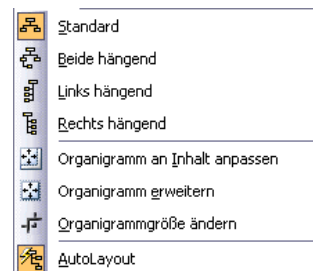 Standard
Beide hängend
Links hängend
Rechts hängend
Organigramm an Inhalt anpassen
Organigramm erweitern
Organigrammgröße ändern
AutoLayout